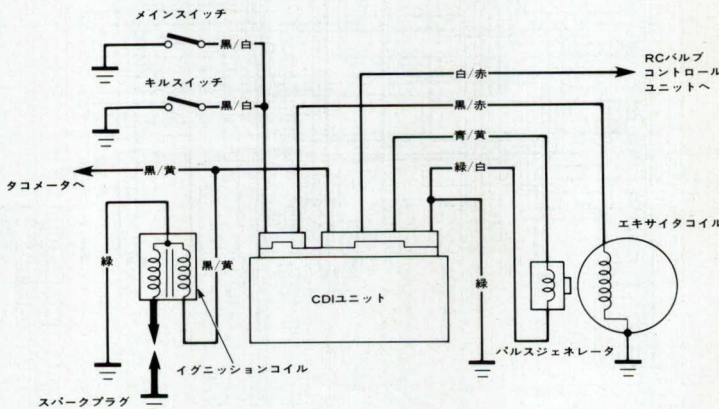 メインスイッチ
黒/白
キルスイッチ
黒/白
白/赤
RCバルブ
コントロール
ユニットへ
黒/赤
青/黄
黒/黄
緑/白
タコメータへ
エキサイタコイル
緑
黒/黄
CDIユニット
緑
パルスジェネレータ
イグニッションコイル
スパークプラグ